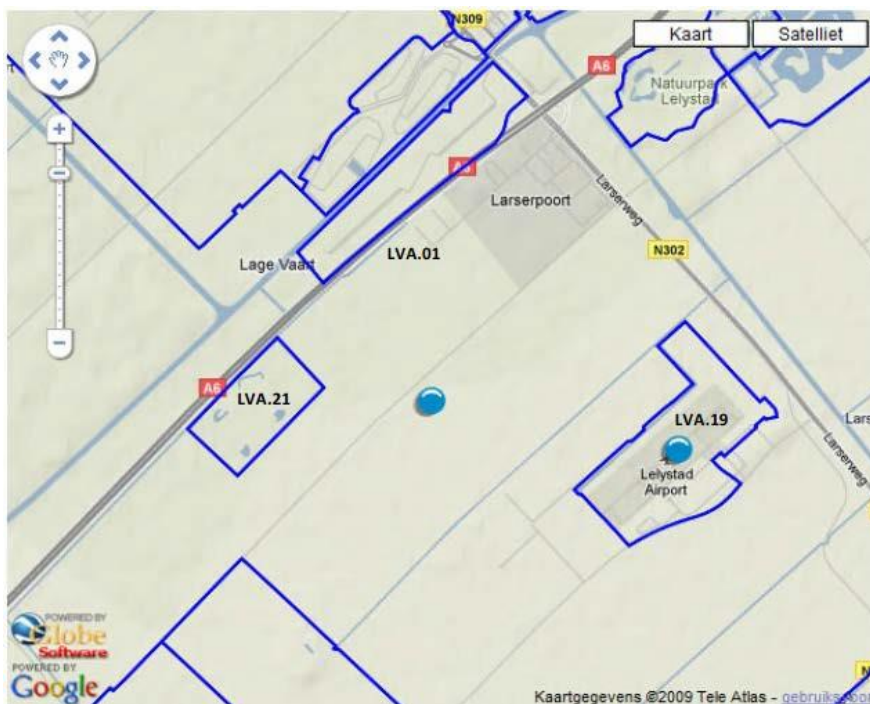 N309
Kaart
Satelliet
A6
Natuurpark
Lelystad
A6
Larserpoort
Larserweg
N302
LVA.01
Lage Vaart
A6
LVA.21
LVA.19
Lelystad
Airport
Lars
Larserweg
POWERED BY
Globe
Software
POWERED BY
Google
N
Kaartgegevens ©2009 Tele Atlas - gebruiksvoor